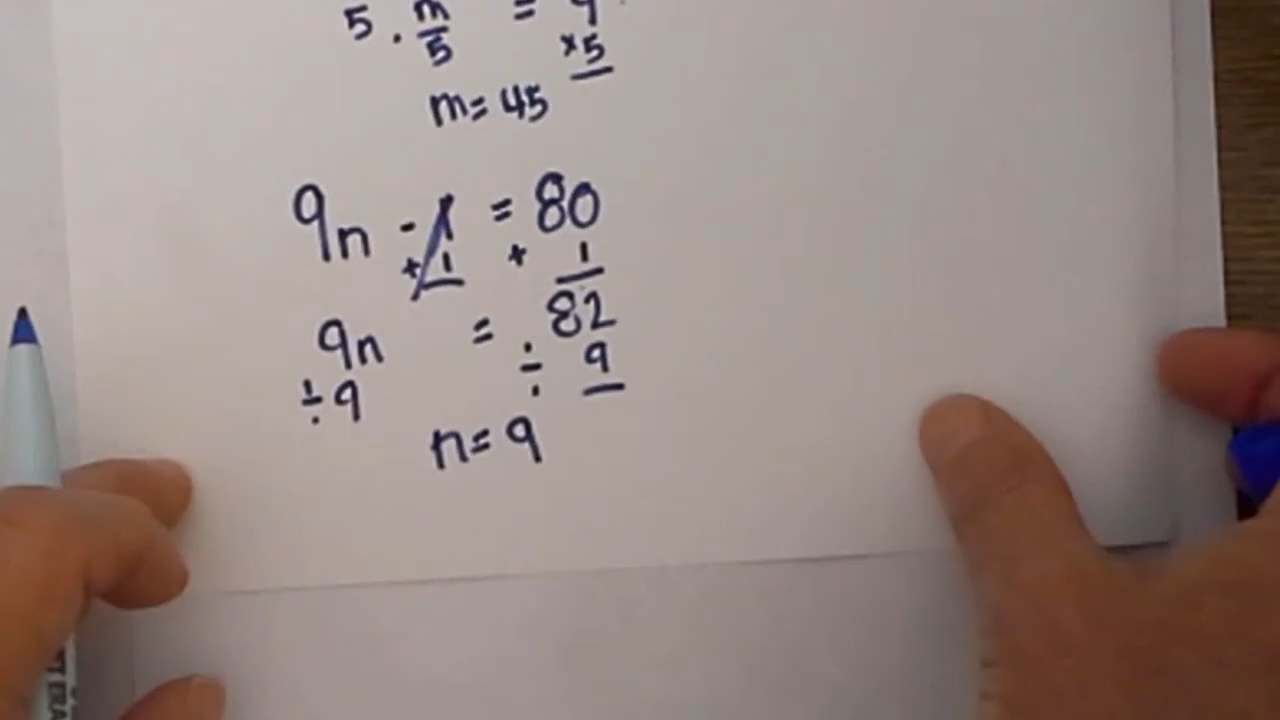 5 . m/5 = 9
×5
m = 45
9n - 1 = 80
+ 1 + 1
9n = 82
÷9 ÷ 9
n = 9